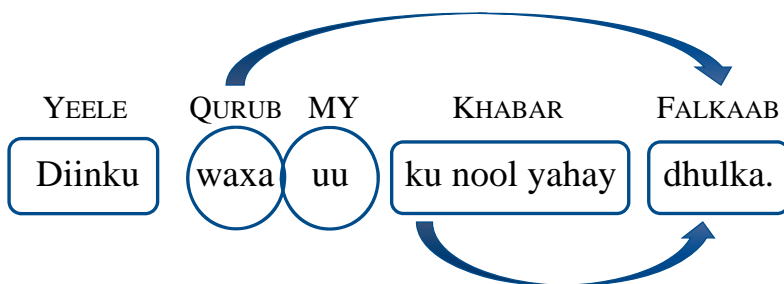 YEELE QURUB MY KHABAR FALKAAB
Diinku waxa uu ku nool yahay dhulka.